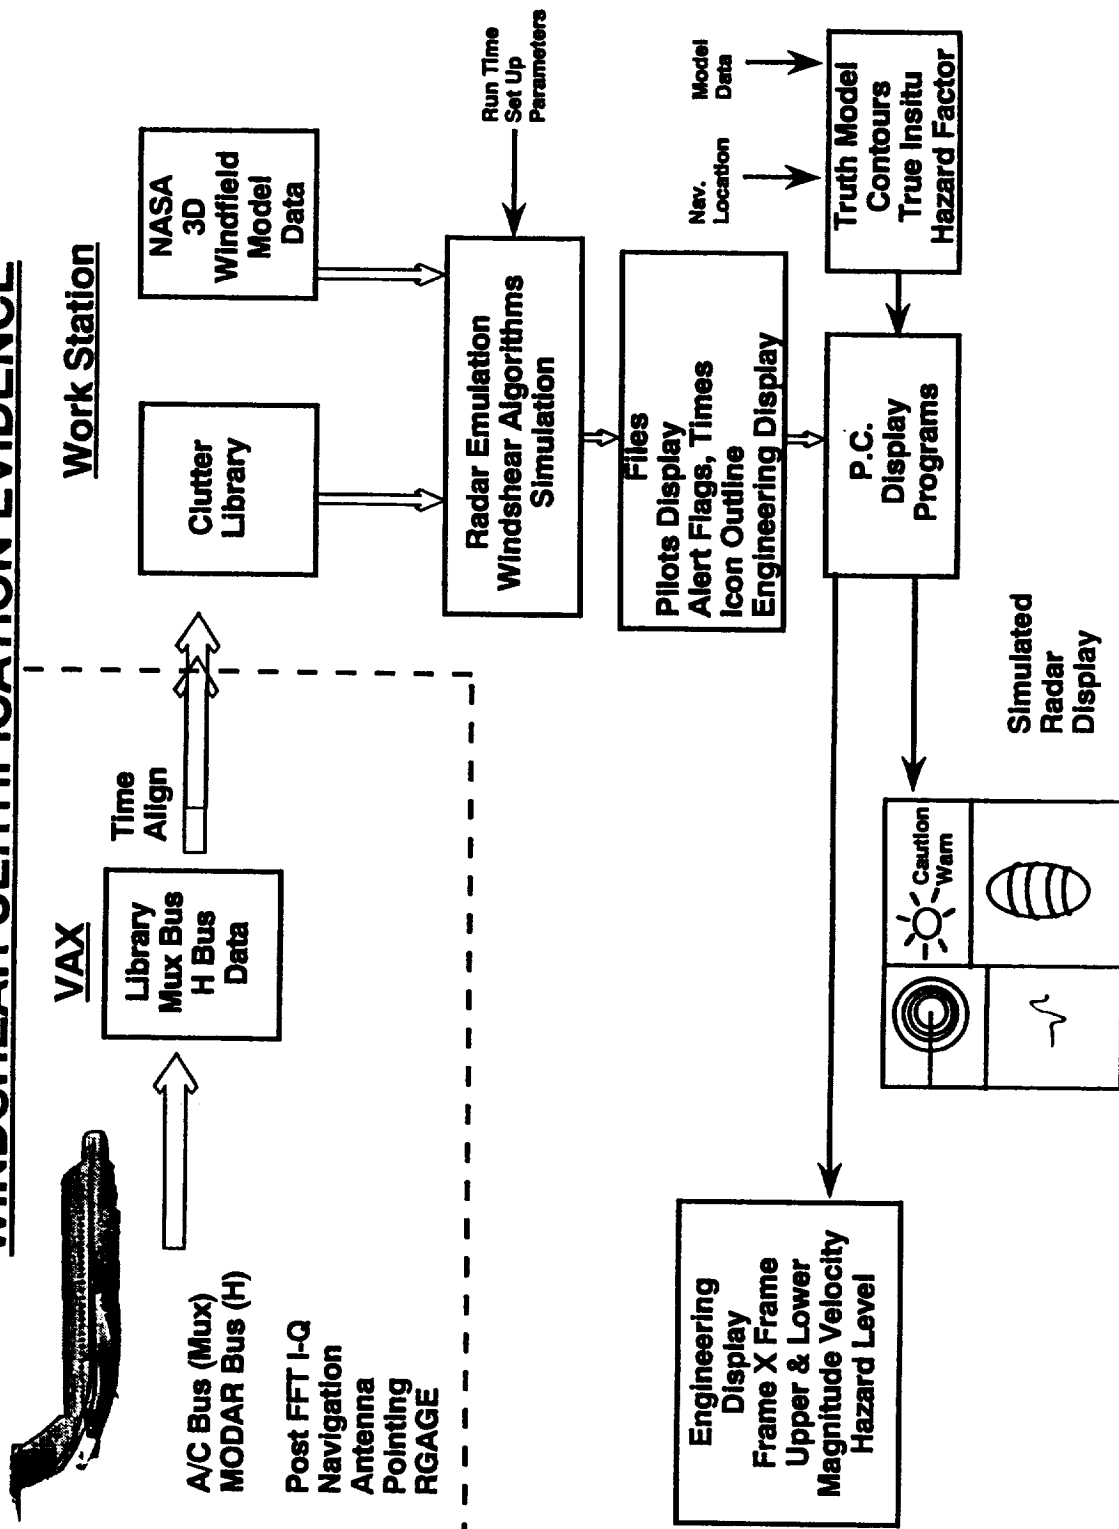 WINDSHEAR CERTIFICATION EVIDENCE
VAX
Work Station
A/C Bus (Mux)
MODAR Bus (H)
Post FFT I-Q
Navigation
Antenna
Pointing
RGAGE
Library
Mux Bus
H Bus
Data
Time
Align
Clutter
Library
NASA
3D
Windfield
Model
Data
Run Time
Set Up
Parameters
Radar Emulation
Windshear Algorithms
Simulation
Files
Pilots Display
Alert Flags, Times
Icon Outline
Engineering Display
Nav.
Location
Model
Data
Truth Model
Contours
True Insitu
Hazard Factor
P.C.
Display
Programs
Engineering
Display
Frame X Frame
Upper & Lower
Magnitude Velocity
Hazard Level
Caution
Warn
Simulated
Radar
Display